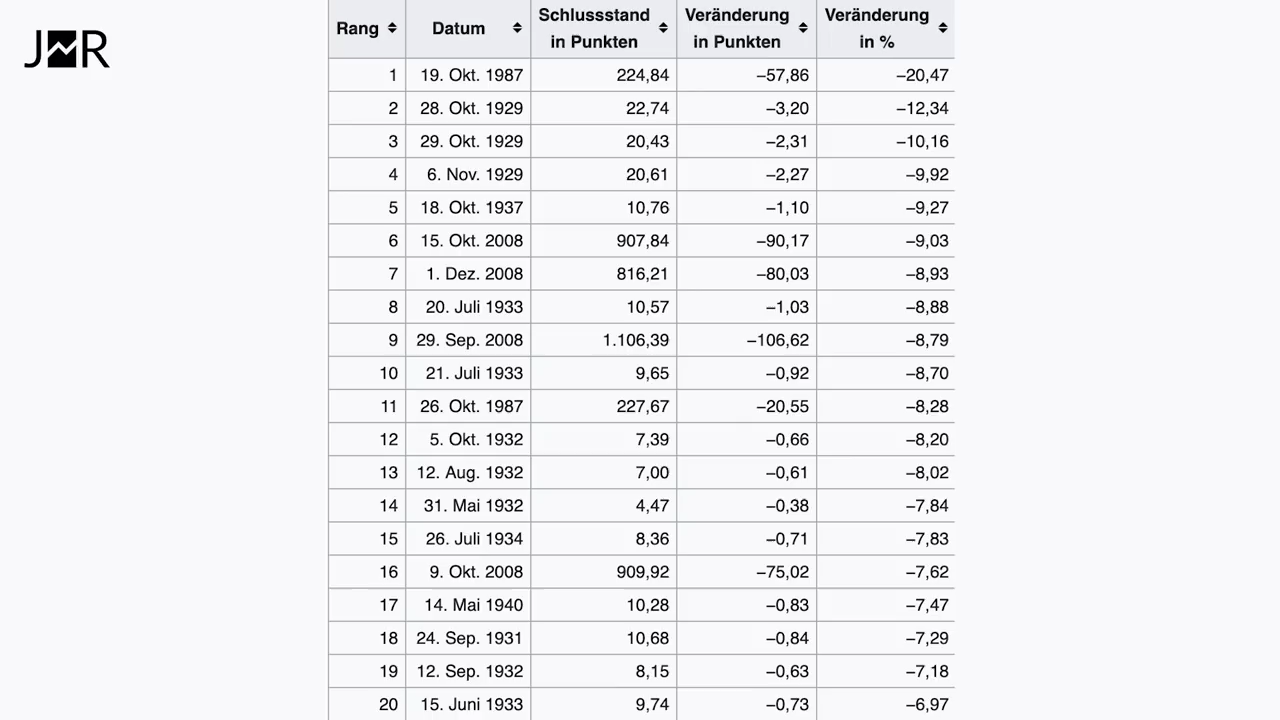 JMR
Rang Datum Schlussstand in Punkten Veränderung in Punkten Veränderung in %
1 19. Okt. 1987 224,84 −57,86 −20,47
2 28. Okt. 1929 22,74 −3,20 −12,34
3 29. Okt. 1929 20,43 −2,31 −10,16
4 6. Nov. 1929 20,61 −2,27 −9,92
5 18. Okt. 1937 10,76 −1,10 −9,27
6 15. Okt. 2008 907,84 −90,17 −9,03
7 1. Dez. 2008 816,21 −80,03 −8,93
8 20. Juli 1933 10,57 −1,03 −8,88
9 29. Sep. 2008 1.106,39 −106,62 −8,79
10 21. Juli 1933 9,65 −0,92 −8,70
11 26. Okt. 1987 227,67 −20,55 −8,28
12 5. Okt. 1932 7,39 −0,66 −8,20
13 12. Aug. 1932 7,00 −0,61 −8,02
14 31. Mai 1932 4,47 −0,38 −7,84
15 26. Juli 1934 8,36 −0,71 −7,83
16 9. Okt. 2008 909,92 −75,02 −7,62
17 14. Mai 1940 10,28 −0,83 −7,47
18 24. Sep. 1931 10,68 −0,84 −7,29
19 12. Sep. 1932 8,15 −0,63 −7,18
20 15. Juni 1933 9,74 −0,73 −6,97